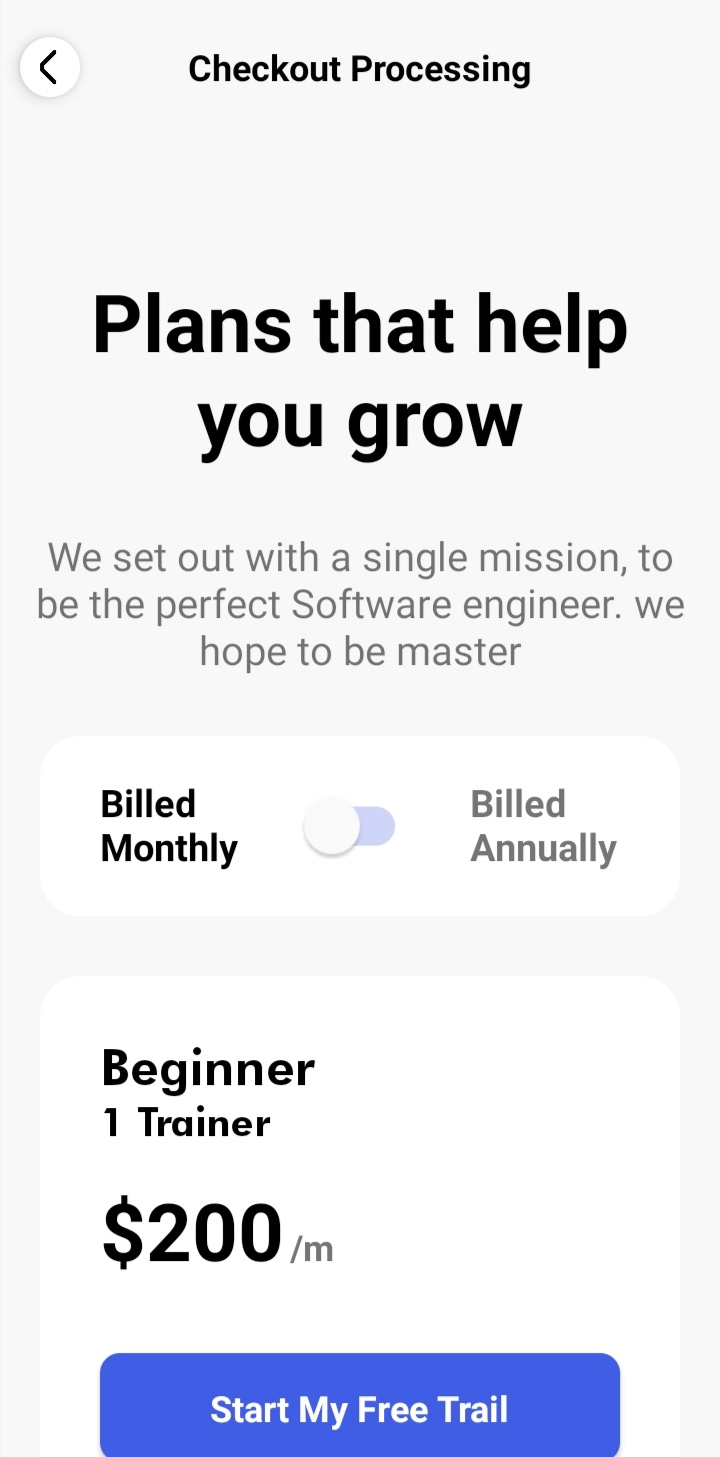 Checkout Processing
Plans that help
you grow
We set out with a single mission, to
be the perfect Software engineer. we
hope to be master
Billed
Monthly
Billed
Annually
Beginner
1 Trainer
$200 /m
Start My Free Trail